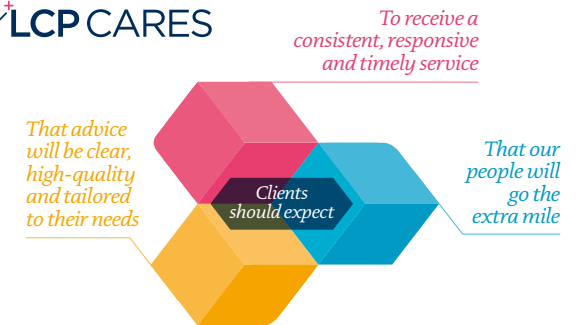 LCP CARES
To receive a
consistent, responsive
and timely service
That advice
will be clear,
high-quality
and tailored
to their needs
Clients
should expect
That our
people will
go the
extra mile